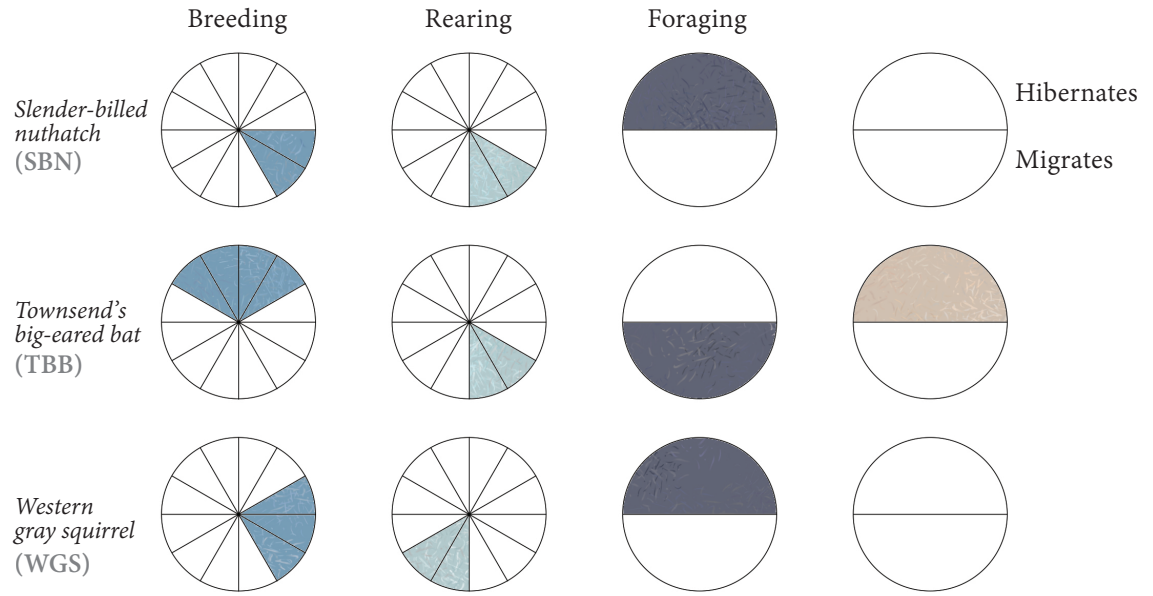 Breeding
Rearing
Foraging
Slender-billed
nuthatch
(SBN)
Hibernates
Migrates
Townsend’s
big-eared bat
(TBB)
Western
gray squirrel
(WGS)